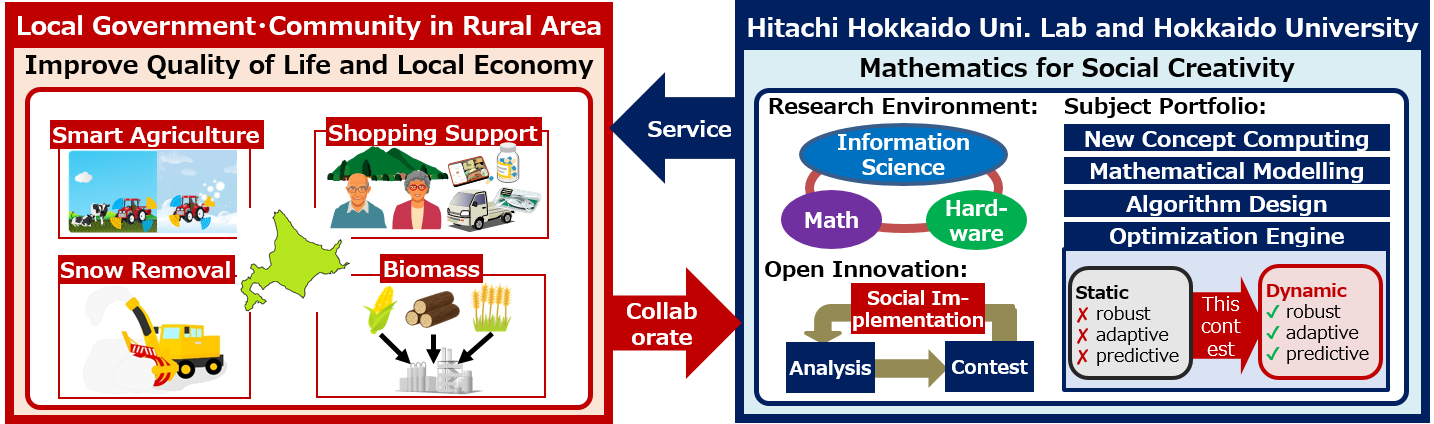 Local Government・Community in Rural Area
Improve Quality of Life and Local Economy
Smart Agriculture
Shopping Support
Snow Removal
Biomass
Service
Collab
orate
Hitachi Hokkaido Uni. Lab and Hokkaido University
Mathematics for Social Creativity
Research Environment:
Information
Science
Math
Hard-
ware
Open Innovation:
Social Im-
plementation
Analysis
Contest
Subject Portfolio:
New Concept Computing
Mathematical Modelling
Algorithm Design
Optimization Engine
Static
✗ robust
✗ adaptive
✗ predictive
This
cont
est
Dynamic
✓ robust
✓ adaptive
✓ predictive